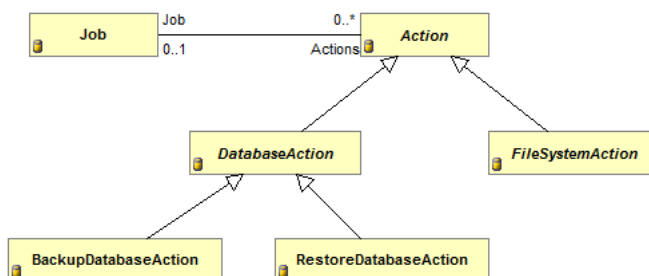 Job
Job
0..*
0..1
Actions
Action
DatabaseAction
FileSystemAction
BackupDatabaseAction
RestoreDatabaseAction